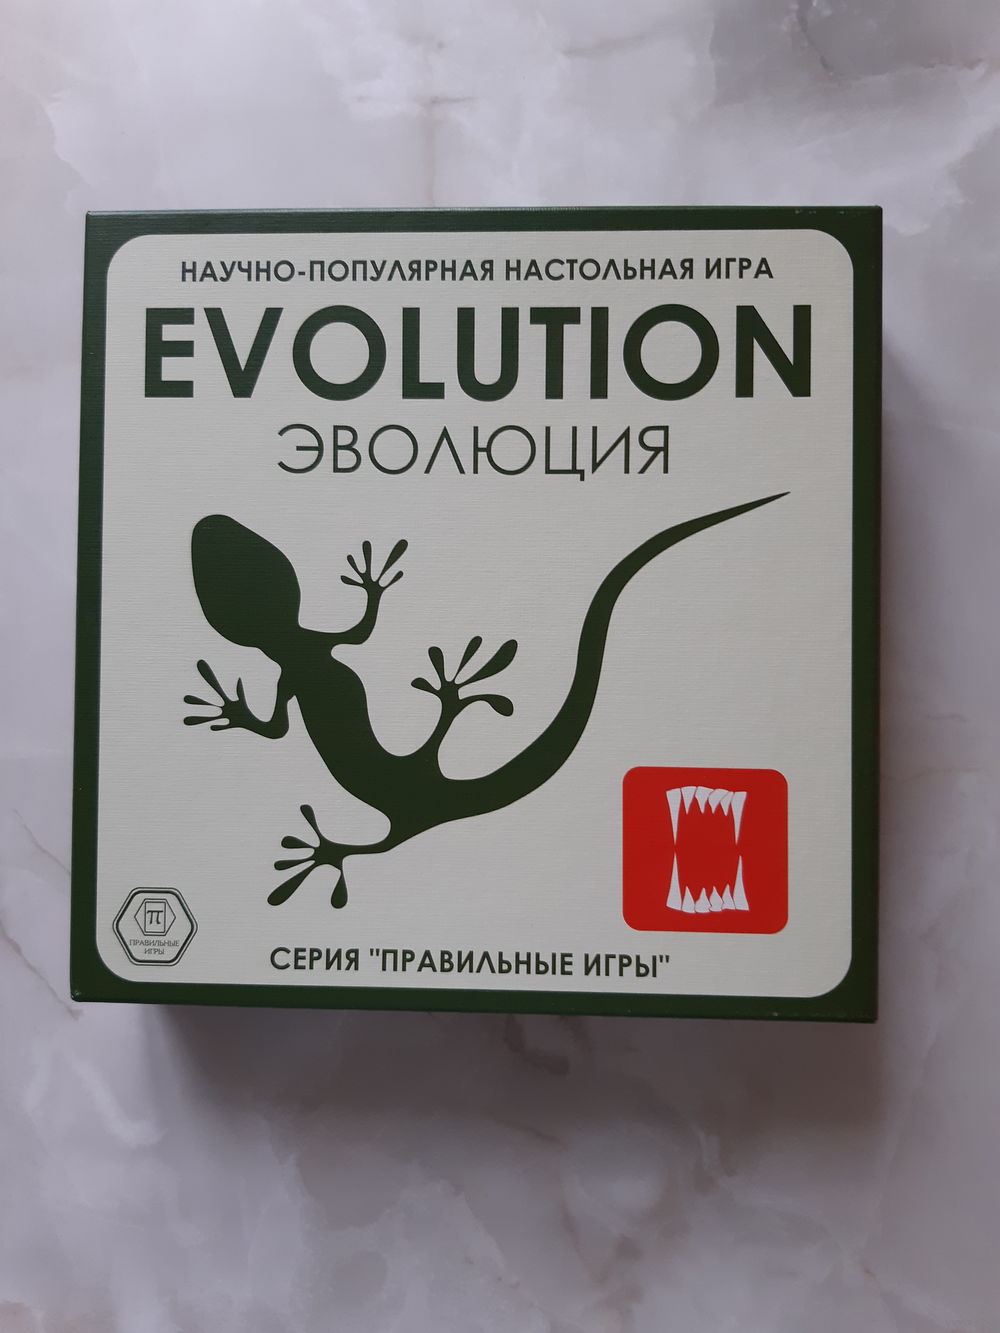 НАУЧНО-ПОПУЛЯРНАЯ НАСТОЛЬНАЯ ИГРА
EVOLUTION
ЭВОЛЮЦИЯ
π
ПРАВИЛЬНЫЕ
ИГРЫ
СЕРИЯ "ПРАВИЛЬНЫЕ ИГРЫ"